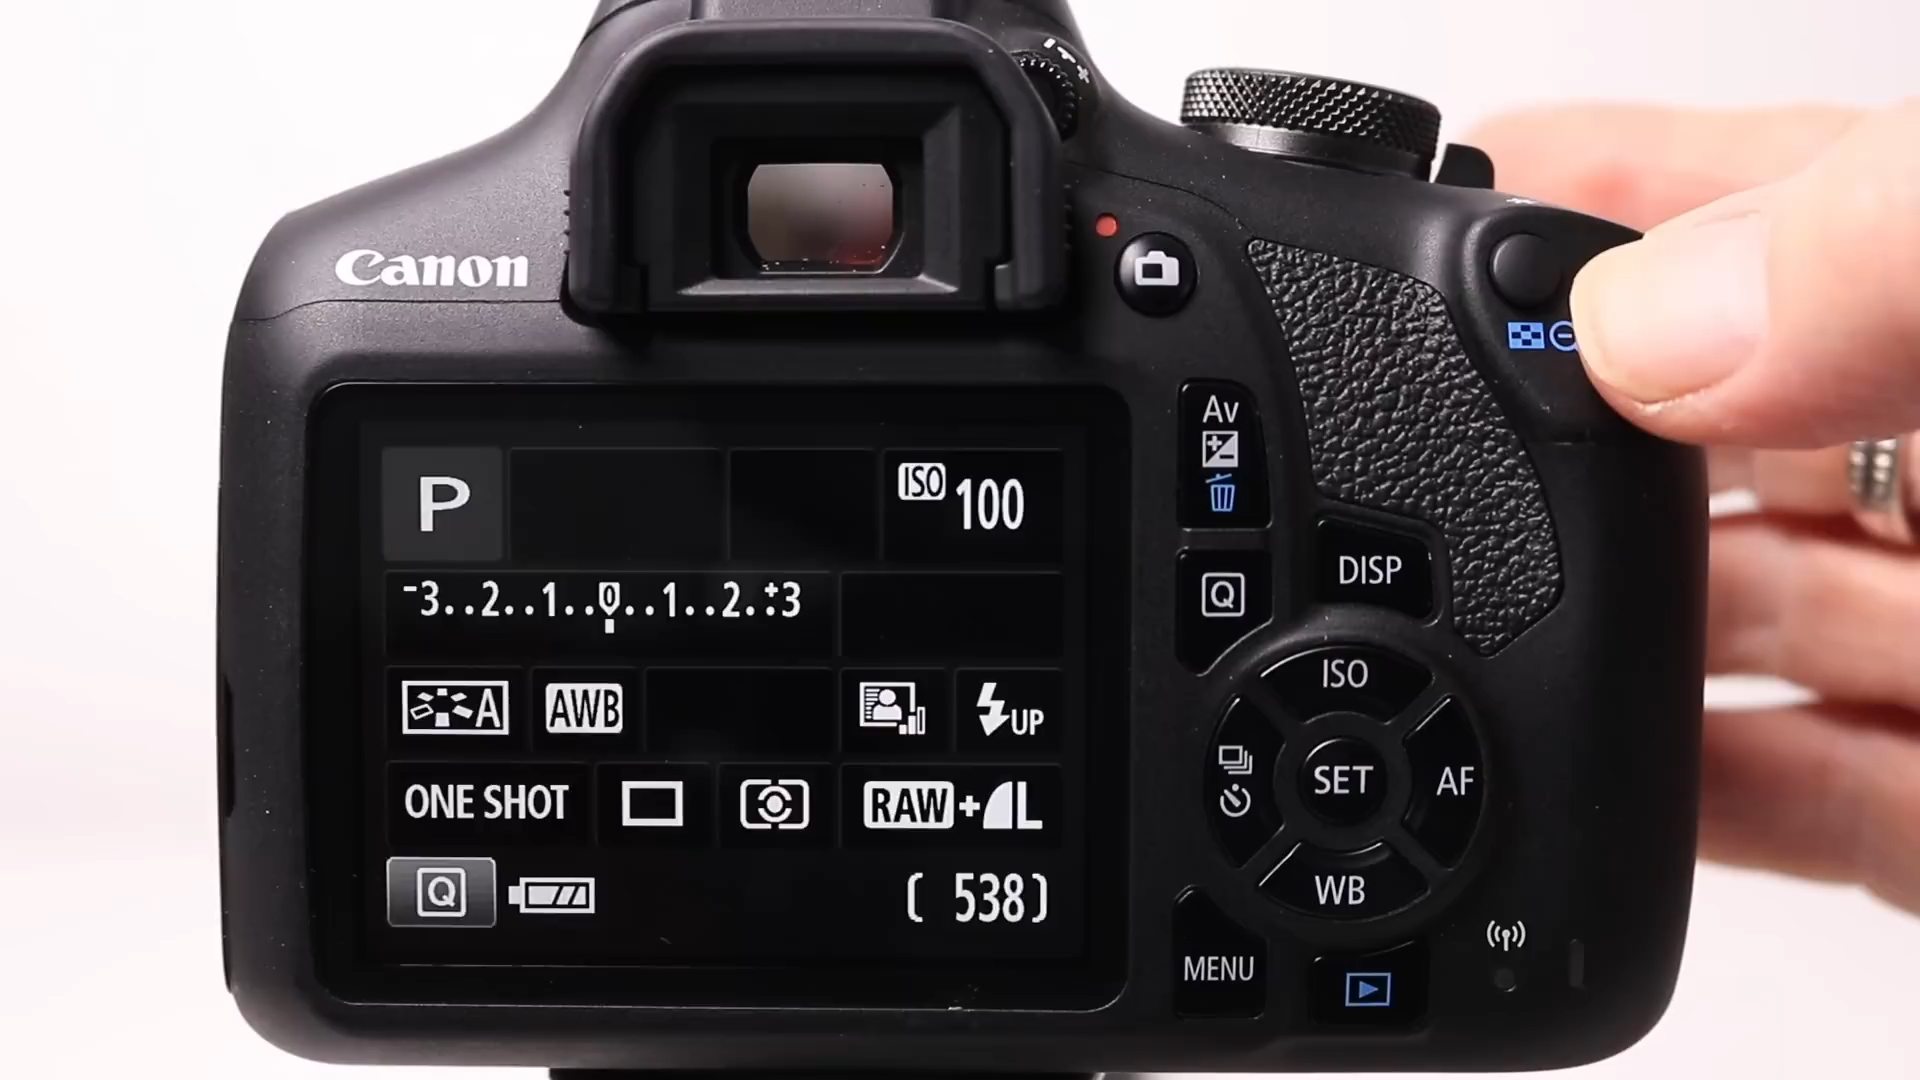 Canon
P
ISO 100
-3..2..1..0..1..2.:+3
A
AWB
UP
ONE SHOT
RAW+L
Q
( 538)
Av
Q
DISP
ISO
SET
AF
WB
MENU